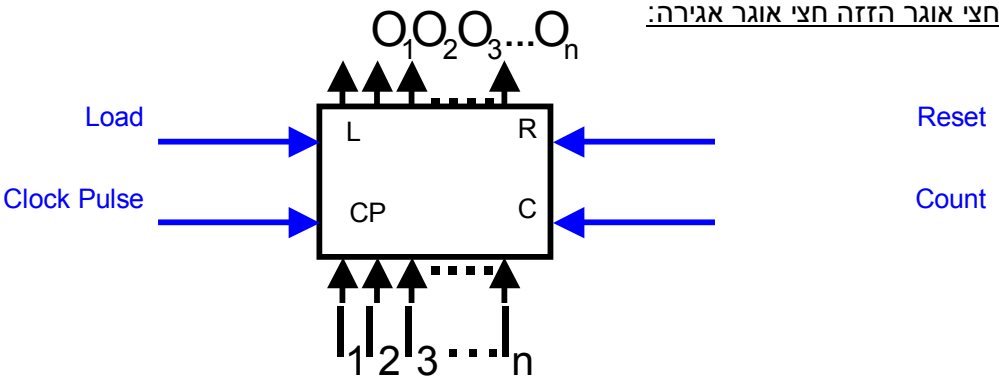 חצי אוגר הזזה חצי אוגר אגירה:
O1O2O3...On
Load
L
R
Reset
Clock Pulse
CP
C
Count
I1I2I3....In